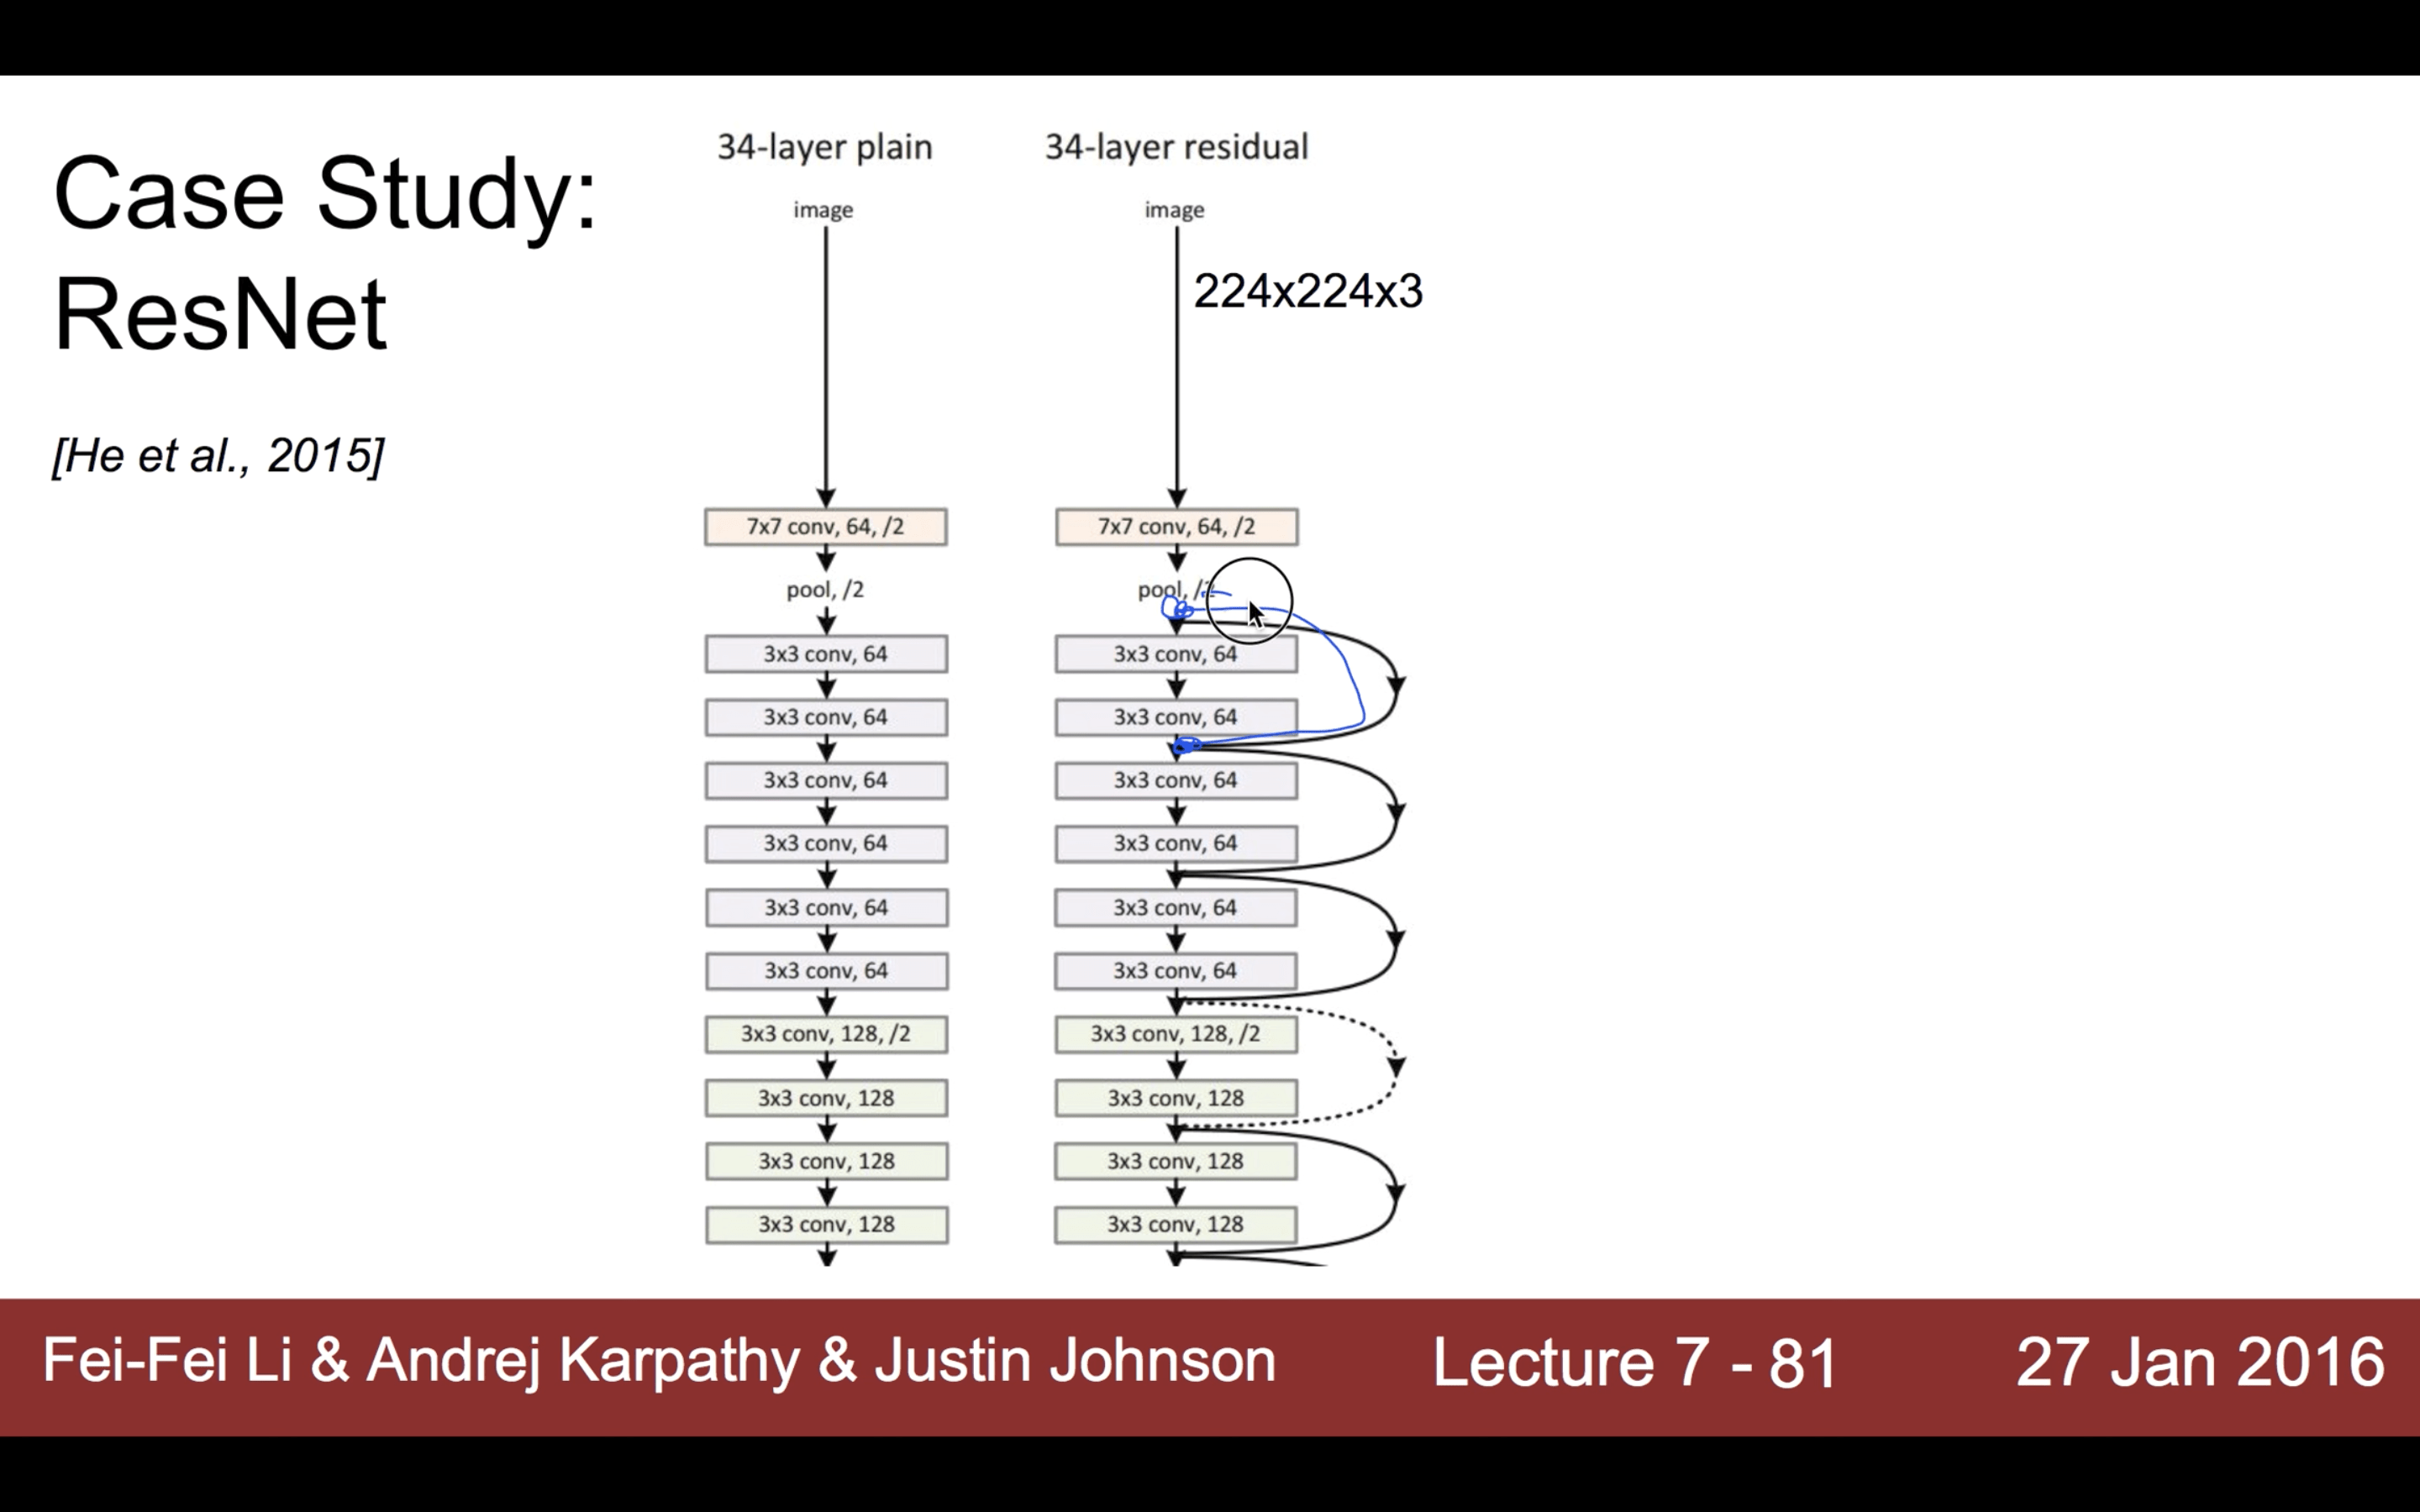 Case Study:
ResNet
[He et al., 2015]
34-layer plain
image
7x7 conv, 64, /2
pool, /2
3x3 conv, 64
3x3 conv, 64
3x3 conv, 64
3x3 conv, 64
3x3 conv, 64
3x3 conv, 64
3x3 conv, 128, /2
3x3 conv, 128
3x3 conv, 128
3x3 conv, 128
34-layer residual
image
224x224x3
7x7 conv, 64, /2
pool, /2
3x3 conv, 64
3x3 conv, 64
3x3 conv, 64
3x3 conv, 64
3x3 conv, 64
3x3 conv, 64
3x3 conv, 128, /2
3x3 conv, 128
3x3 conv, 128
3x3 conv, 128
Fei-Fei Li & Andrej Karpathy & Justin Johnson Lecture 7 - 81 27 Jan 2016